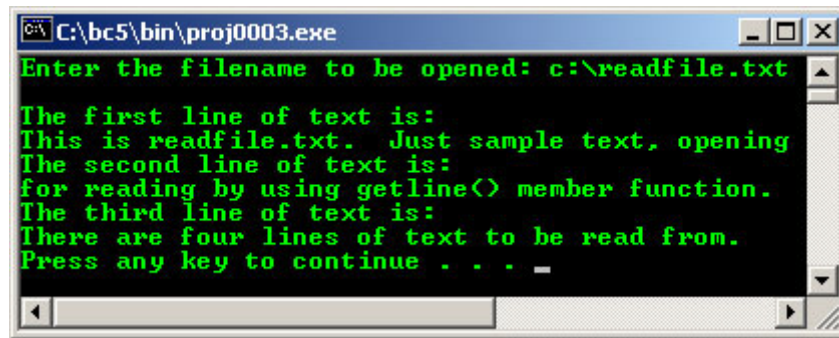 C:\bc5\bin\proj0003.exe
Enter the filename to be opened: c:\readfile.txt
The first line of text is:
This is readfile.txt.  Just sample text, opening
The second line of text is:
for reading by using getline() member function.
The third line of text is:
There are four lines of text to be read from.
Press any key to continue . . . _